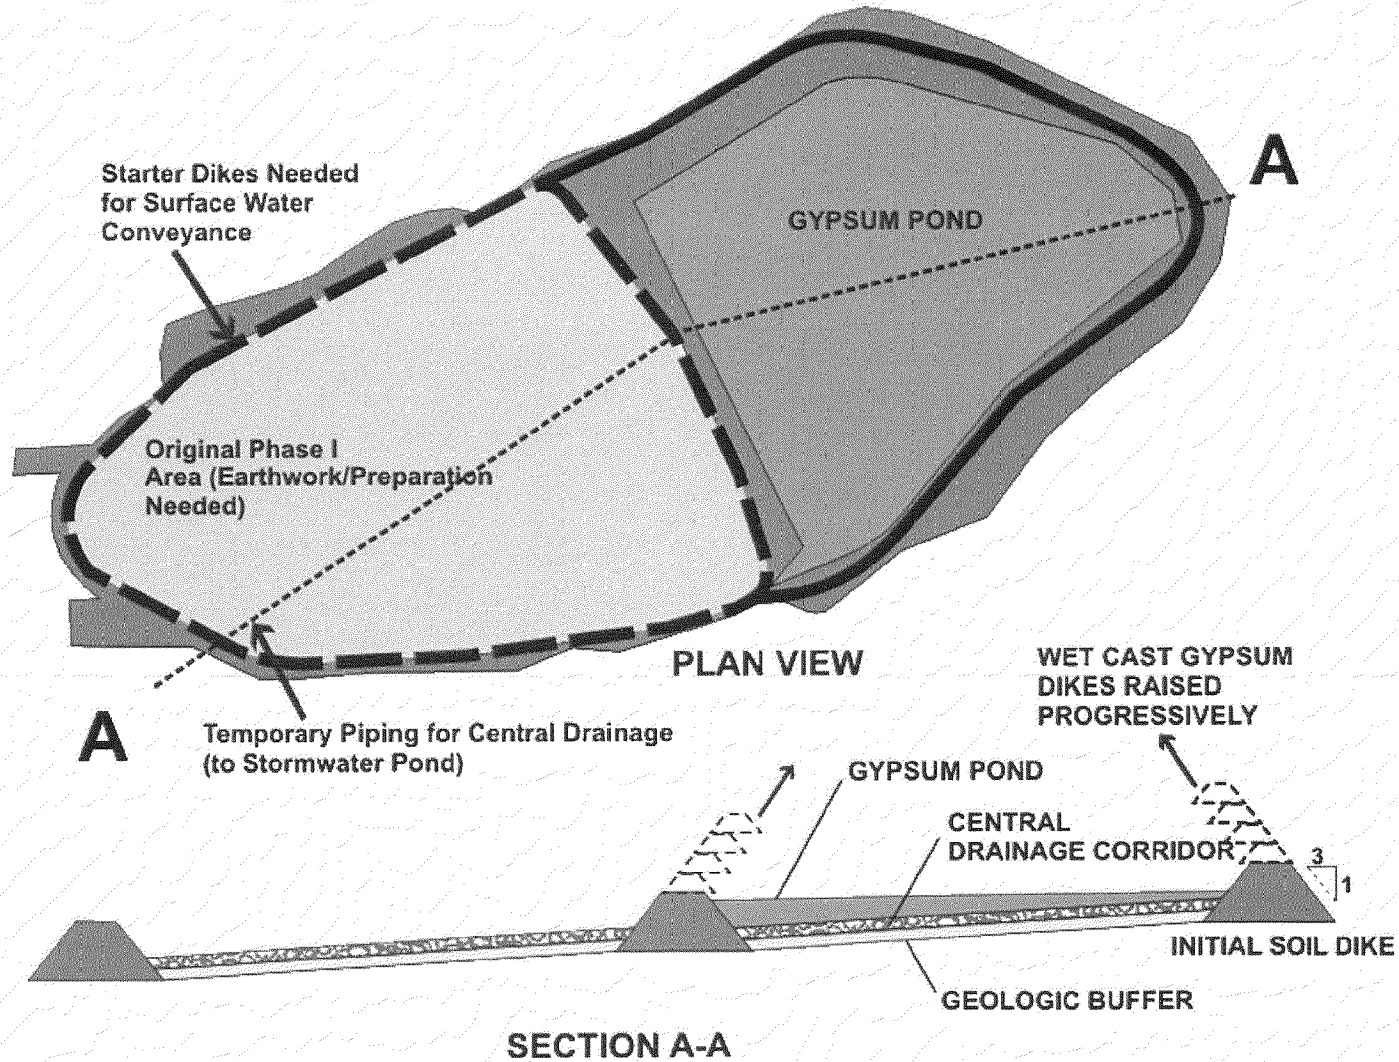 Starter Dikes Needed
for Surface Water
Conveyance
A
GYPSUM POND
Original Phase I
Area (Earthwork/Preparation
Needed)
PLAN VIEW
A
Temporary Piping for Central Drainage
(to Stormwater Pond)
WET CAST GYPSUM
DIKES RAISED
PROGRESSIVELY
GYPSUM POND
CENTRAL
DRAINAGE CORRIDOR
3
1
INITIAL SOIL DIKE
GEOLOGIC BUFFER
SECTION A-A